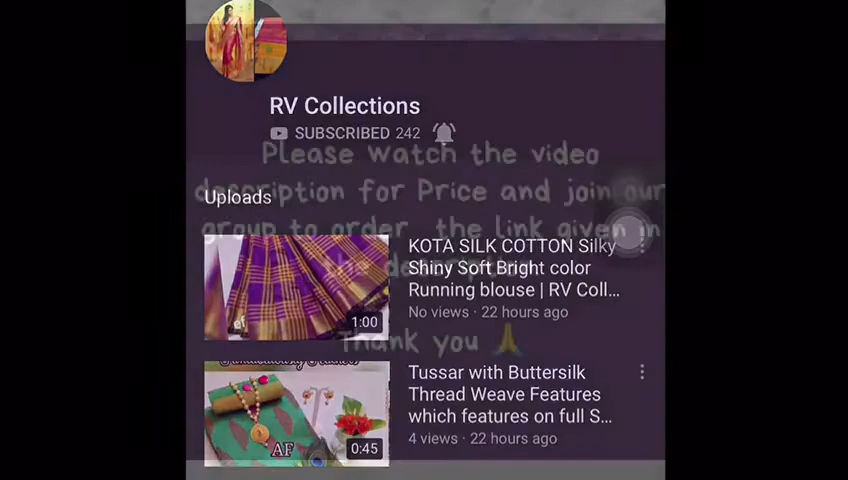 RV Collections
SUBSCRIBED 242
Please watch the video
description for Price and join our
group to order the link given in
the description
Thank you 🙏
Uploads
KOTA SILK COTTON Silky
Shiny Soft Bright color
Running blouse | RV Coll...
No views · 22 hours ago
1:00
Tussar with Buttersilk
Thread Weave Features
which features on full S...
4 views · 22 hours ago
AF
0:45